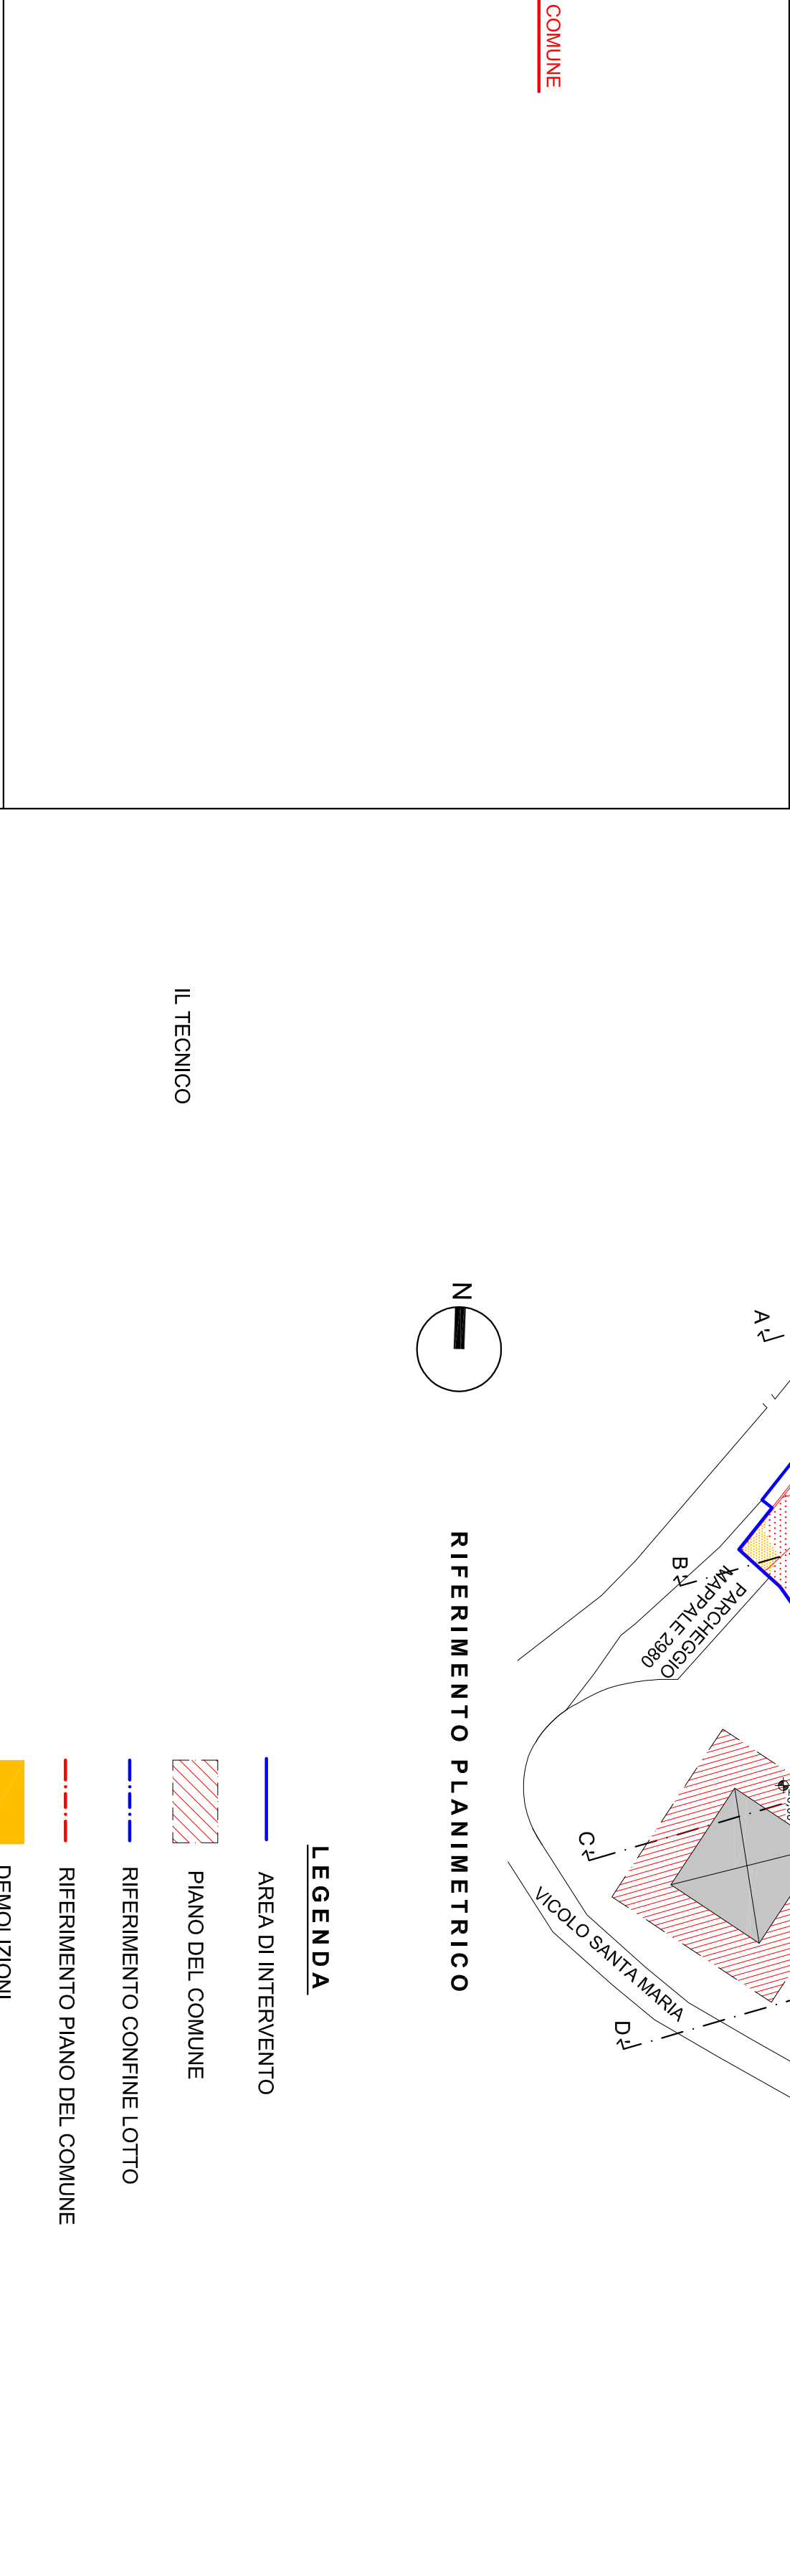 COMUNE
IL TECNICO
N
A'
B'
PARCHEGGIO
MAPPALE 2980
C'
VICOLO SANTA MARIA
D'
RIFERIMENTO PLANIMETRICO
LEGENDA
AREA DI INTERVENTO
PIANO DEL COMUNE
RIFERIMENTO CONFINE LOTTO
RIFERIMENTO PIANO DEL COMUNE
DEMOLIZIONI